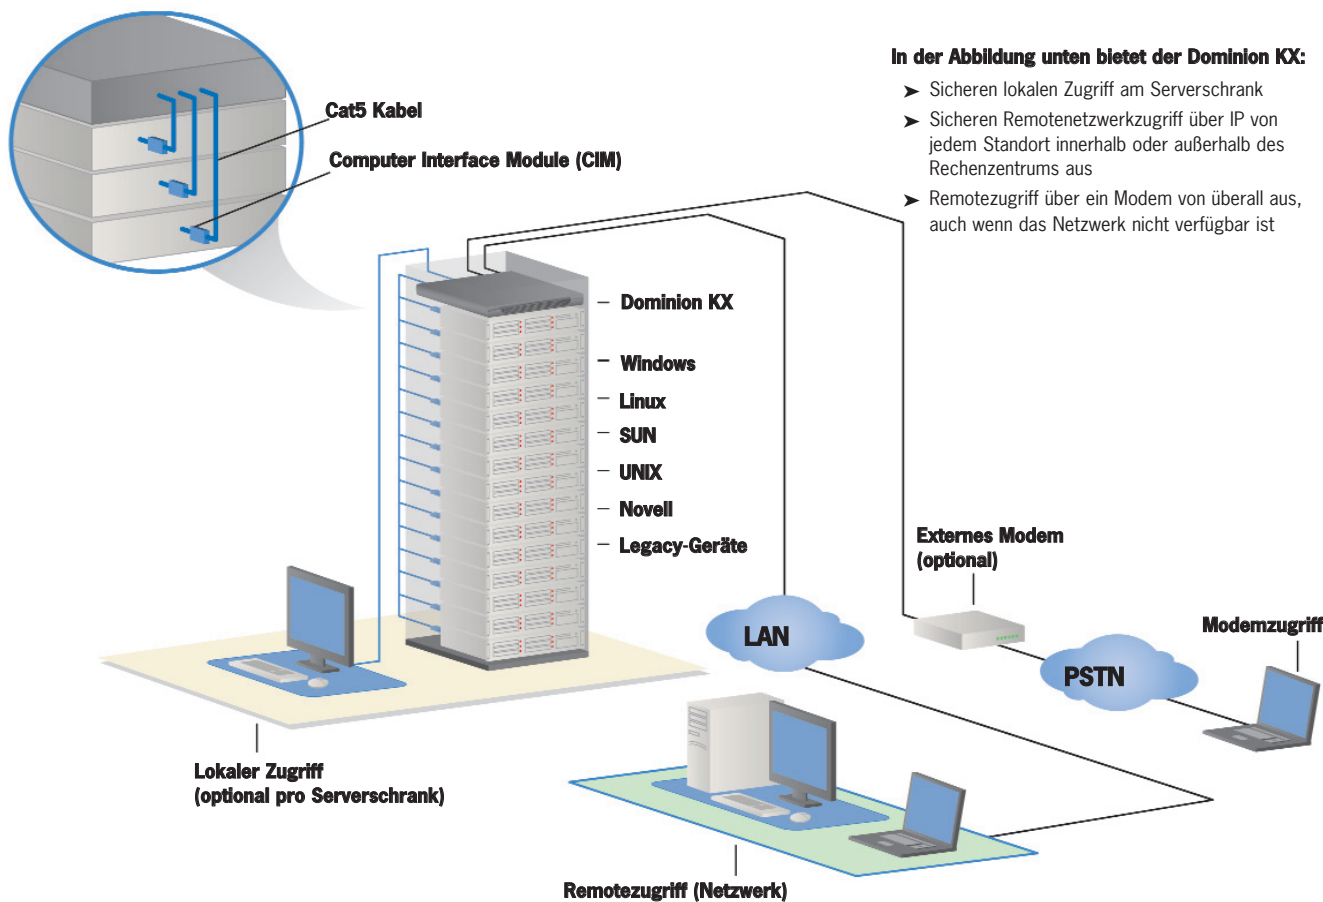 In der Abbildung unten bietet der Dominion KX:
➤ Sicheren lokalen Zugriff am Serverschrank
➤ Sicheren Remotenetzwerkzugriff über IP von
jedem Standort innerhalb oder außerhalb des
Rechenzentrums aus
➤ Remotezugriff über ein Modem von überall aus,
auch wenn das Netzwerk nicht verfügbar ist
Cat5 Kabel
Computer Interface Module (CIM)
Dominion KX
Windows
Linux
SUN
UNIX
Novell
Legacy-Geräte
Externes Modem
(optional)
LAN
Modemzugriff
PSTN
Lokaler Zugriff
(optional pro Serverschrank)
Remotezugriff (Netzwerk)